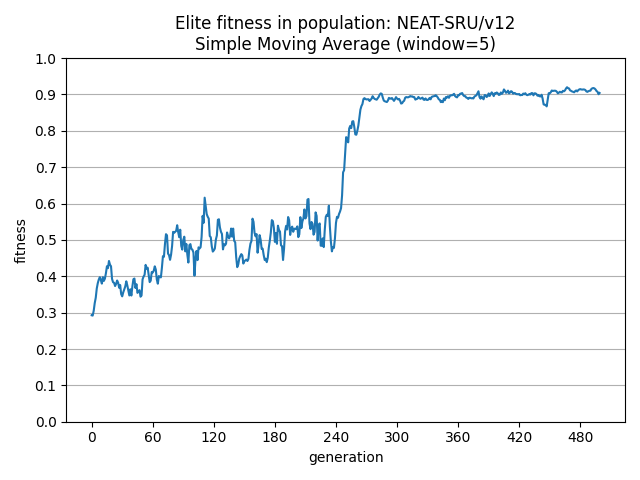 Elite fitness in population: NEAT-SRU/v12
Simple Moving Average (window=5)
fitness
1.0
0.9
0.8
0.7
0.6
0.5
0.4
0.3
0.2
0.1
0.0
0 60 120 180 240 300 360 420 480
generation